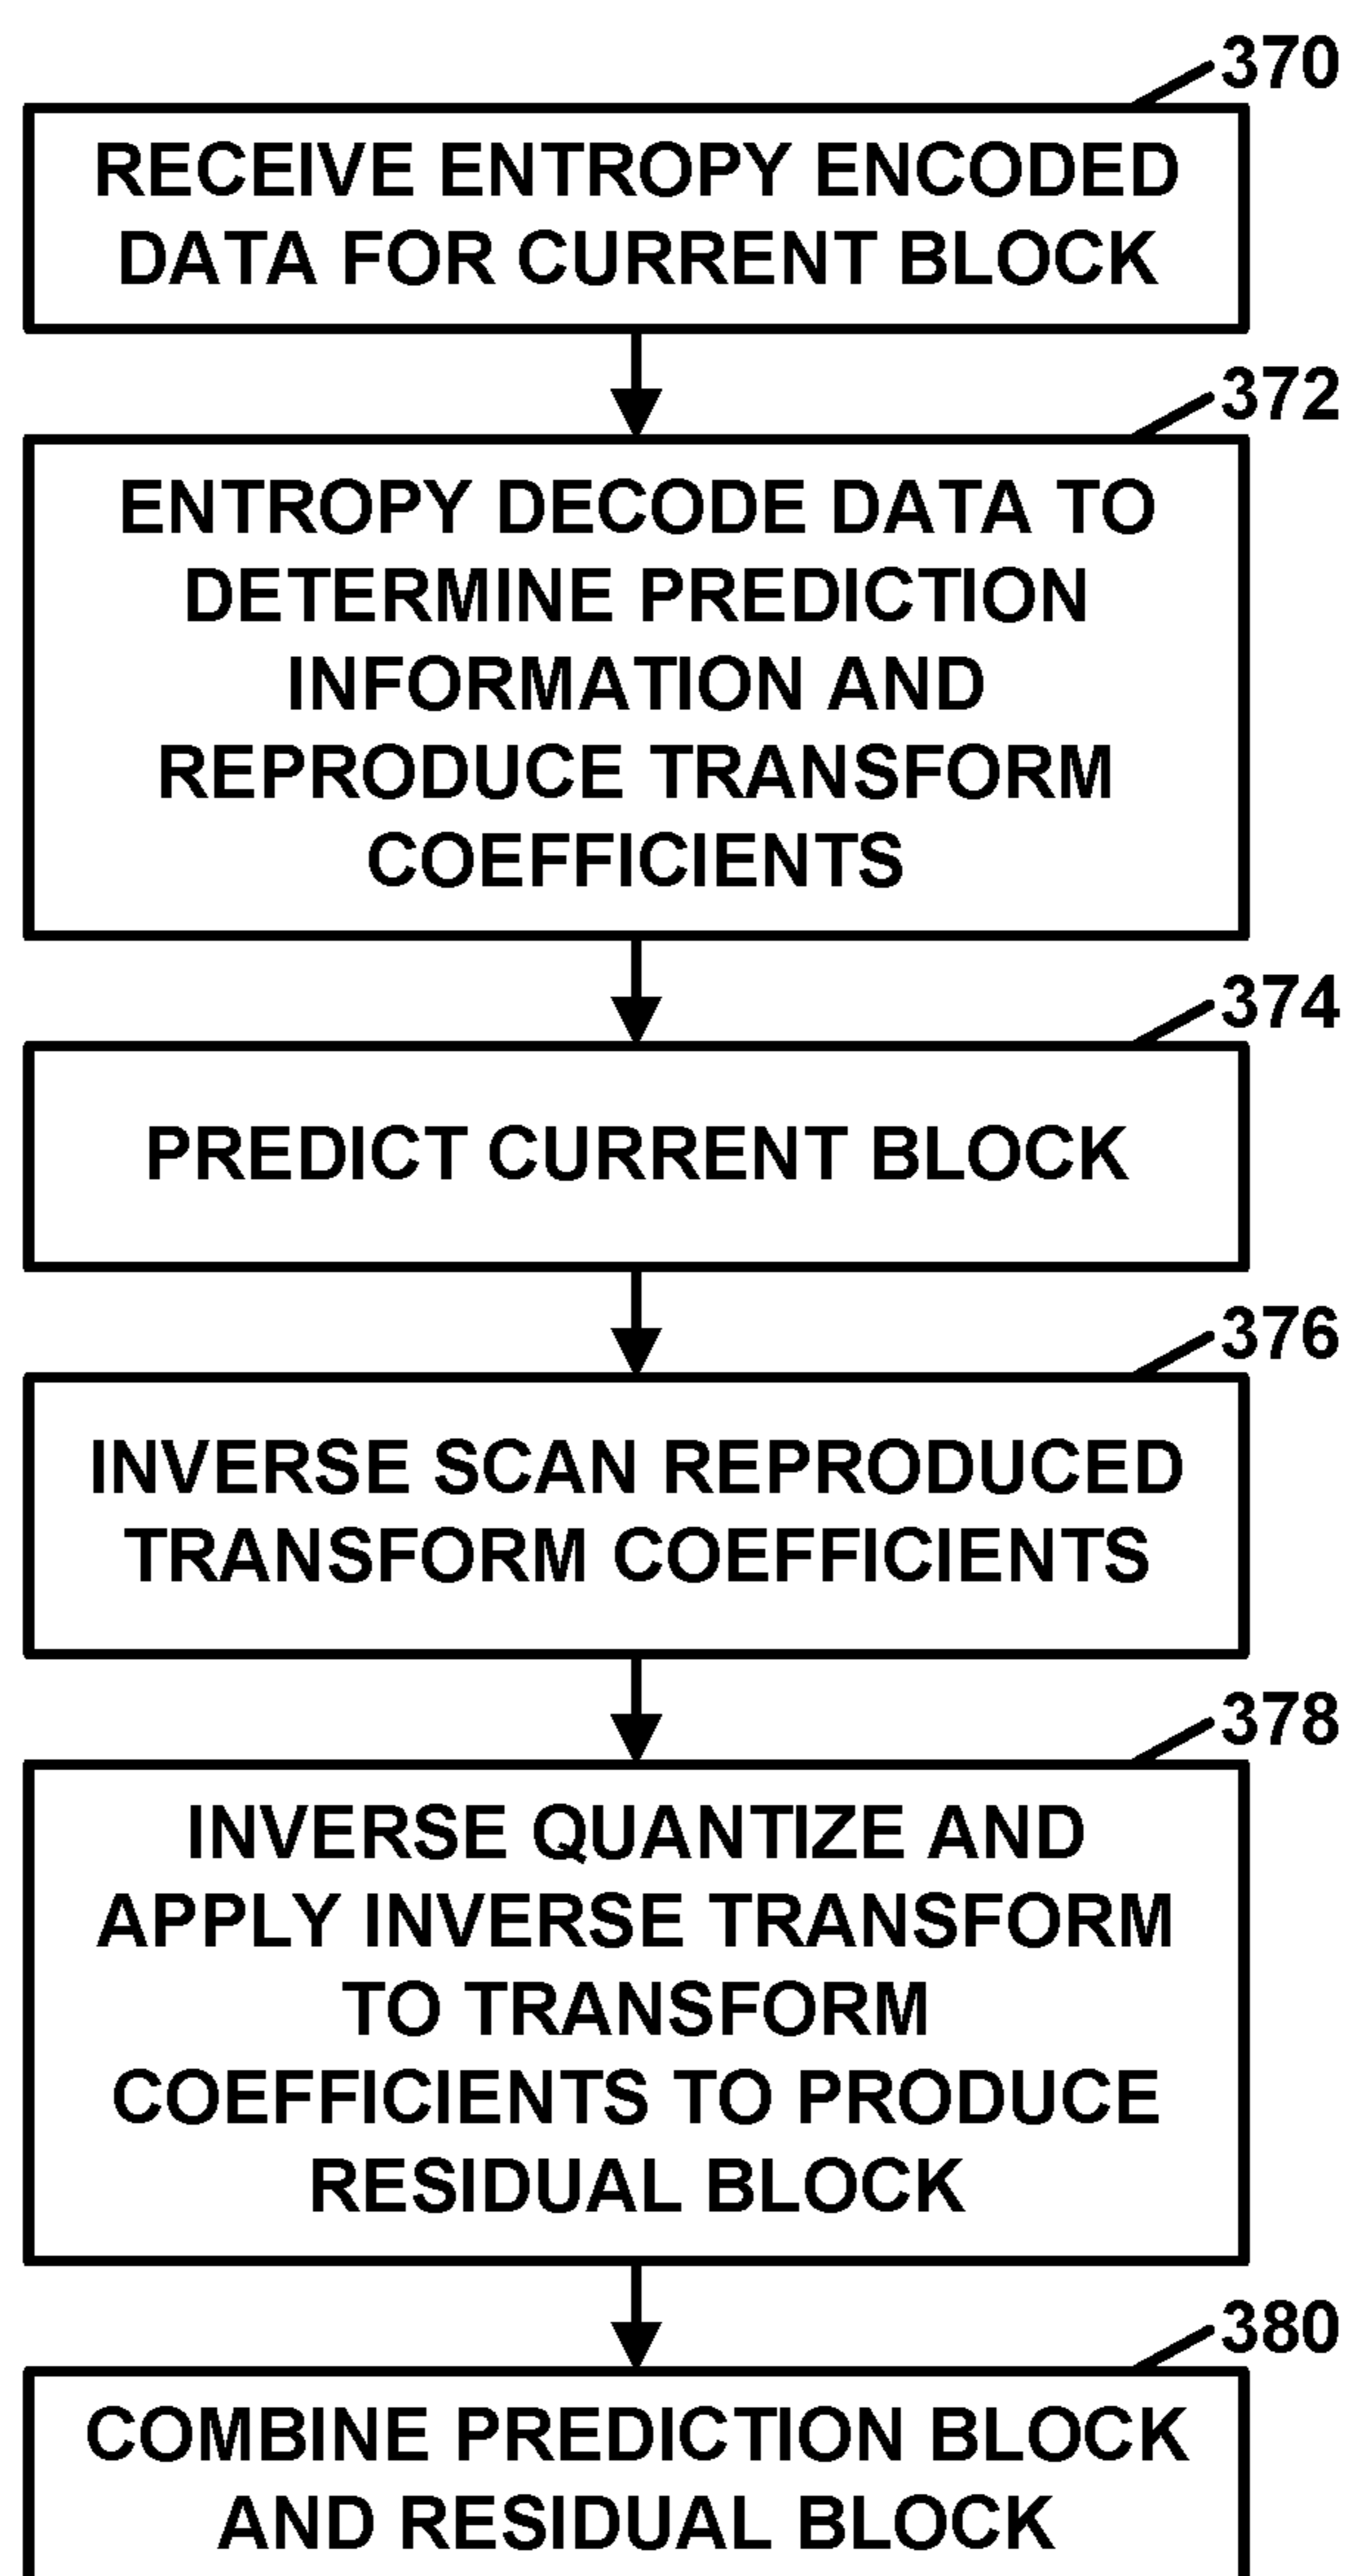 370
RECEIVE ENTROPY ENCODED
DATA FOR CURRENT BLOCK
372
ENTROPY DECODE DATA TO
DETERMINE PREDICTION
INFORMATION AND
REPRODUCE TRANSFORM
COEFFICIENTS
374
PREDICT CURRENT BLOCK
376
INVERSE SCAN REPRODUCED
TRANSFORM COEFFICIENTS
378
INVERSE QUANTIZE AND
APPLY INVERSE TRANSFORM
TO TRANSFORM
COEFFICIENTS TO PRODUCE
RESIDUAL BLOCK
380
COMBINE PREDICTION BLOCK
AND RESIDUAL BLOCK